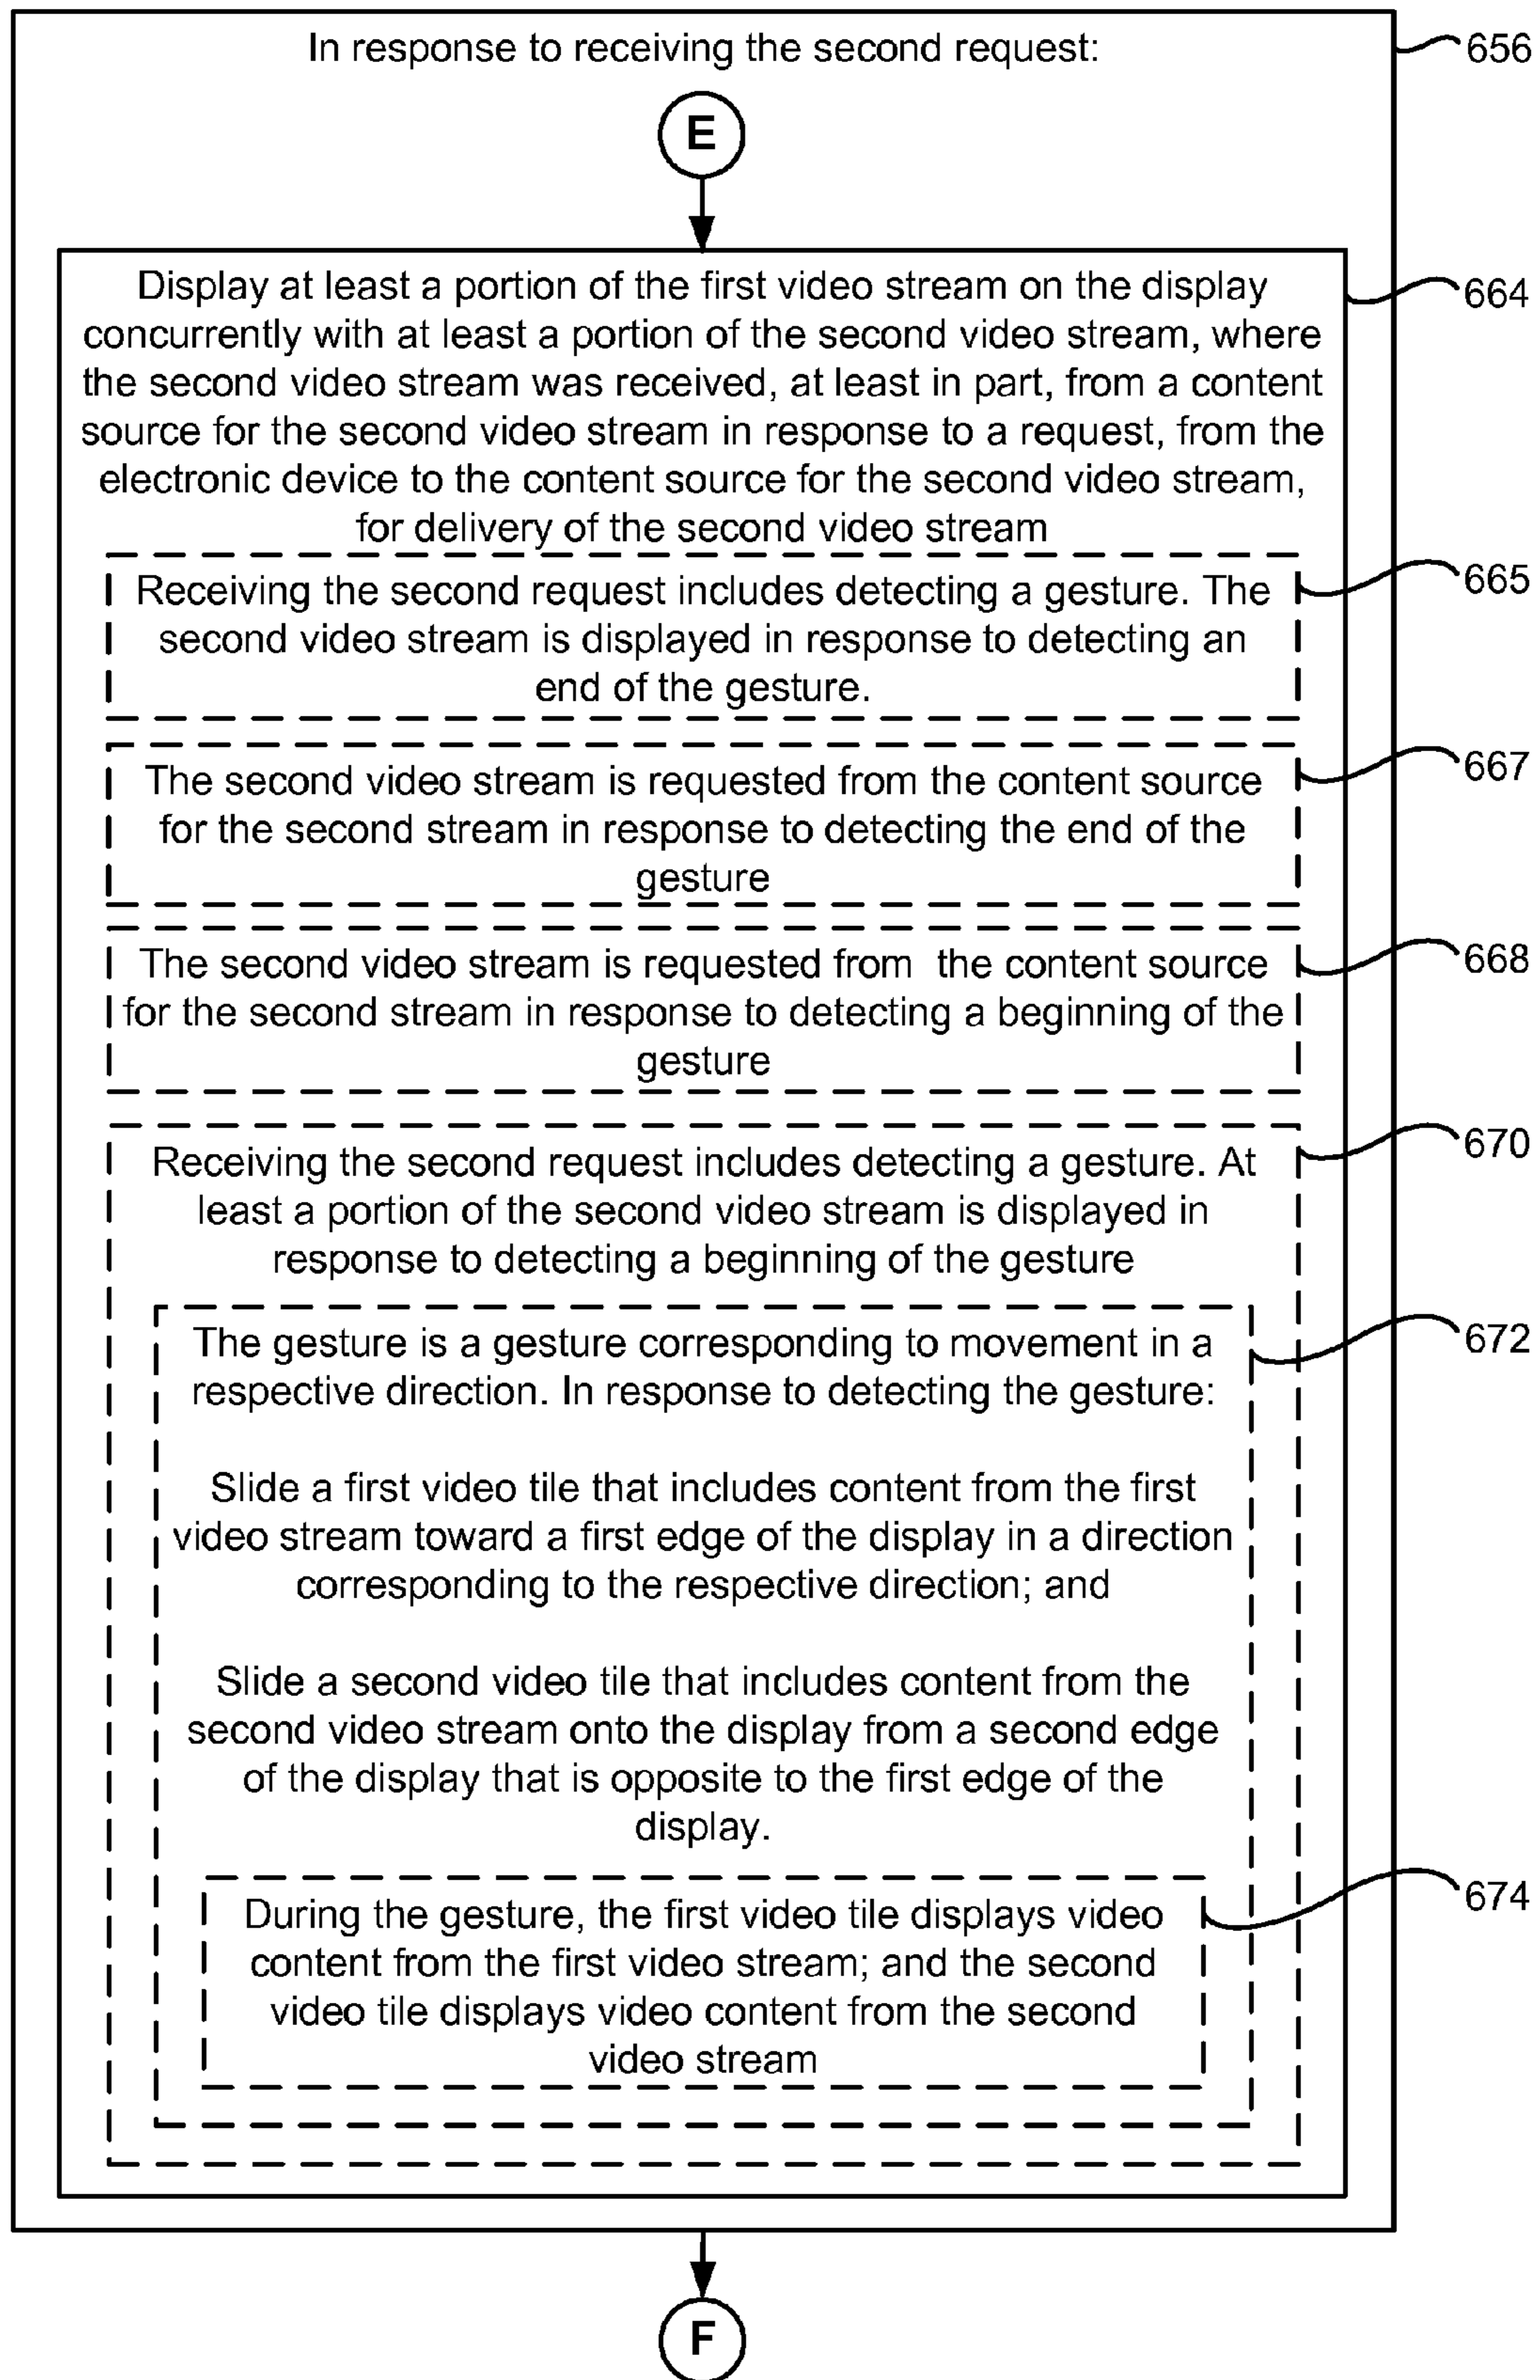 In response to receiving the second request:
656
E
Display at least a portion of the first video stream on the display
664
concurrently with at least a portion of the second video stream, where
the second video stream was received, at least in part, from a content
source for the second video stream in response to a request, from the
electronic device to the content source for the second video stream,
for delivery of the second video stream
Receiving the second request includes detecting a gesture. The
665
second video stream is displayed in response to detecting an
end of the gesture.
The second video stream is requested from the content source
667
for the second stream in response to detecting the end of the
gesture
The second video stream is requested from the content source
668
for the second stream in response to detecting a beginning of the
gesture
Receiving the second request includes detecting a gesture. At
670
least a portion of the second video stream is displayed in
response to detecting a beginning of the gesture
The gesture is a gesture corresponding to movement in a
672
respective direction. In response to detecting the gesture:
Slide a first video tile that includes content from the first
video stream toward a first edge of the display in a direction
corresponding to the respective direction; and
Slide a second video tile that includes content from the
second video stream onto the display from a second edge
of the display that is opposite to the first edge of the
display.
During the gesture, the first video tile displays video
674
content from the first video stream; and the second
video tile displays video content from the second
video stream
F